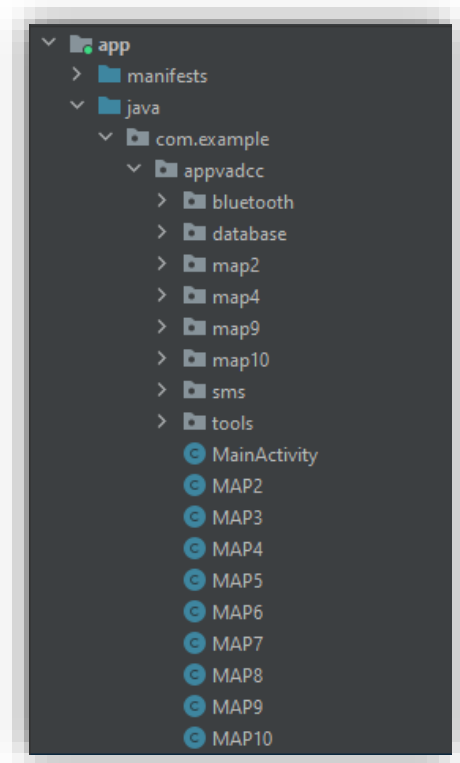 app
manifests
java
com.example
appvadcc
bluetooth
database
map2
map4
map9
map10
sms
tools
C MainActivity
C MAP2
C MAP3
C MAP4
C MAP5
C MAP6
C MAP7
C MAP8
C MAP9
C MAP10